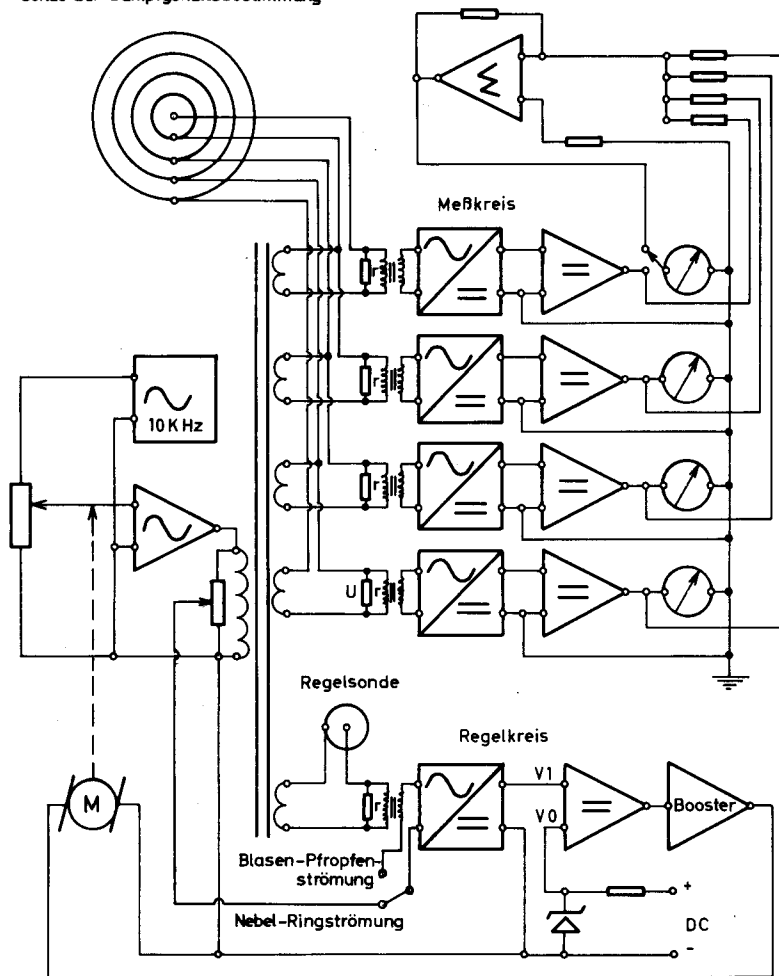 Meßkreis
r
10 KHz
r
r
U r
Regelsonde
Regelkreis
r
V1
V0
M
Booster
Blasen-Pfropfen-
strömung
Nebel-Ringströmung
+
DC
-